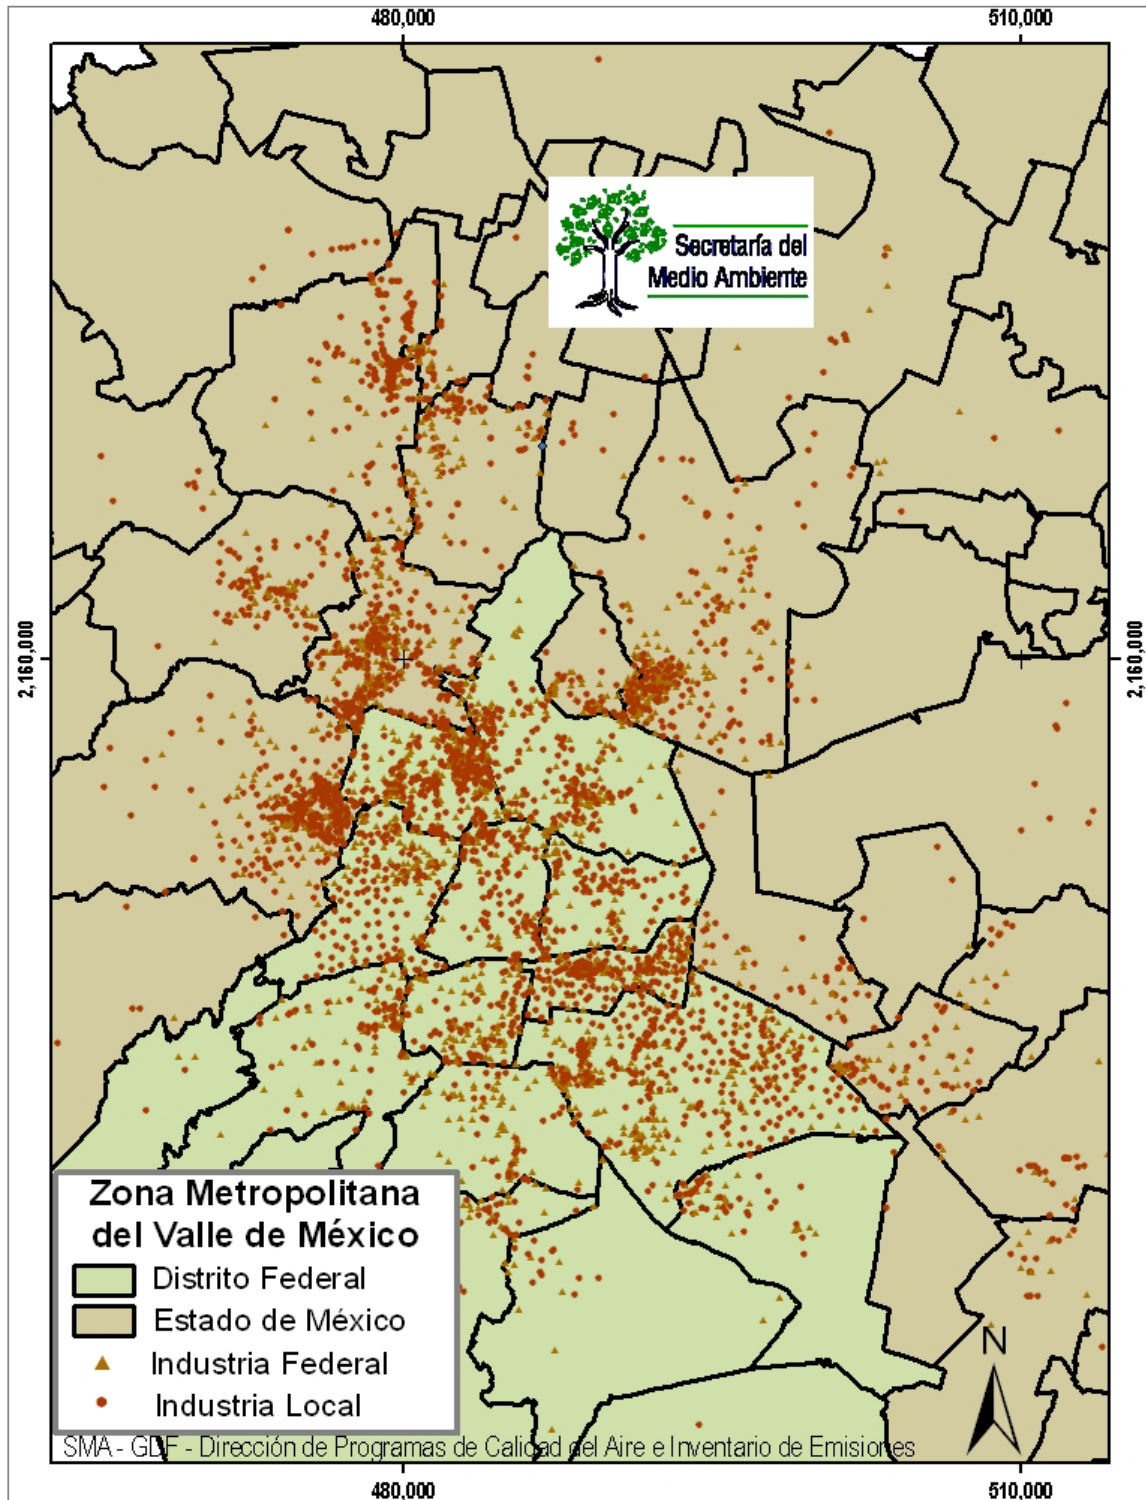 480,000
510,000
Secretaría del
Medio Ambiente
2,160,000
2,160,000
Zona Metropolitana
del Valle de México
Distrito Federal
Estado de México
Industria Federal
Industria Local
N
SMA - GDF - Dirección de Programas de Calidad del Aire e Inventario de Emisiones
480,000
510,000